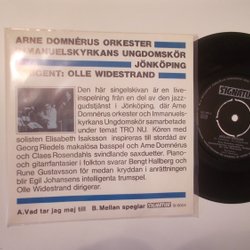 ARNE DOMNÉRUS ORKESTER
IMMANUELSKYRKANS UNGDOMSKÖR
JÖNKÖPING
DIRIGENT: OLLE WIDESTRAND
Den här singelskivan är en live-
inspelning från en del av den jazz-
gudstjänst i Jönköping, där Arne
Domnérus orkester och Immanuels-
kyrkans Ungdomskör samarbetade
under temat TRO NU. Kören med
solisten Elisabeth Isaksson inspireras till stordåd av
Georg Riedels makalösa basspel och Arne Domnérus
och Claes Rosendahls svindlande saxduetter. Piano-
och gitarrfantasier i folkton svarar Bengt Hallberg och
Rune Gustavsson för medan kryddan i anrättningen
blir Egil Johansens intelligenta trumspel.
Olle Widestrand dirigerar.
A. Vad tar jag mej till B. Mellan speglar SIGNATUR
SIGNATUR